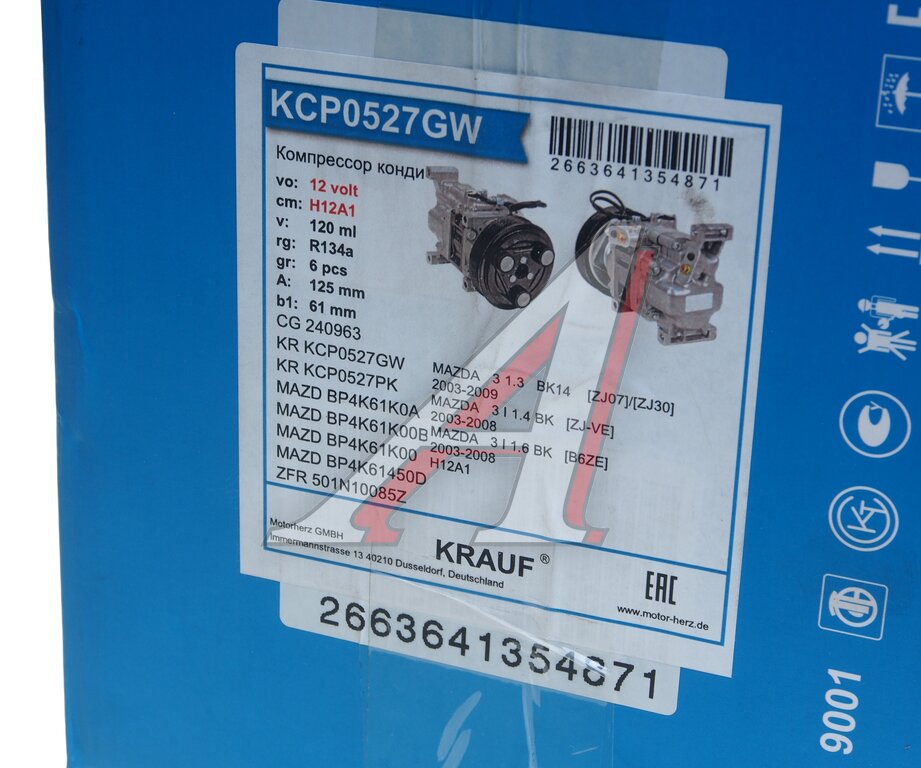 KCP0527GW
2663641354871
Компрессор конди
vo: 12 volt
cm: H12A1
v: 120 ml
rg: R134a
gr: 6 pcs
A: 125 mm
b1: 61 mm
CG 240963
KR KCP0527GW
KR KCP0527PK
MAZD BP4K61K0A
MAZD BP4K61K00B
MAZD BP4K61K00
MAZD BP4K61450D
ZFR 501N10085Z
MAZDA 3 1.3 BK14 [ZJ07]/[ZJ30]
2003-2009
MAZDA 3 I 1.4 BK [ZJ-VE]
2003-2008
MAZDA 3 I 1.6 BK [B6ZE]
2003-2008
H12A1
Motorherz GMBH
Immermannstrasse 13 40210 Dusseldorf, Deutschland
KRAUF ®
EAC
www.motor-herz.de
2663641354871
9001